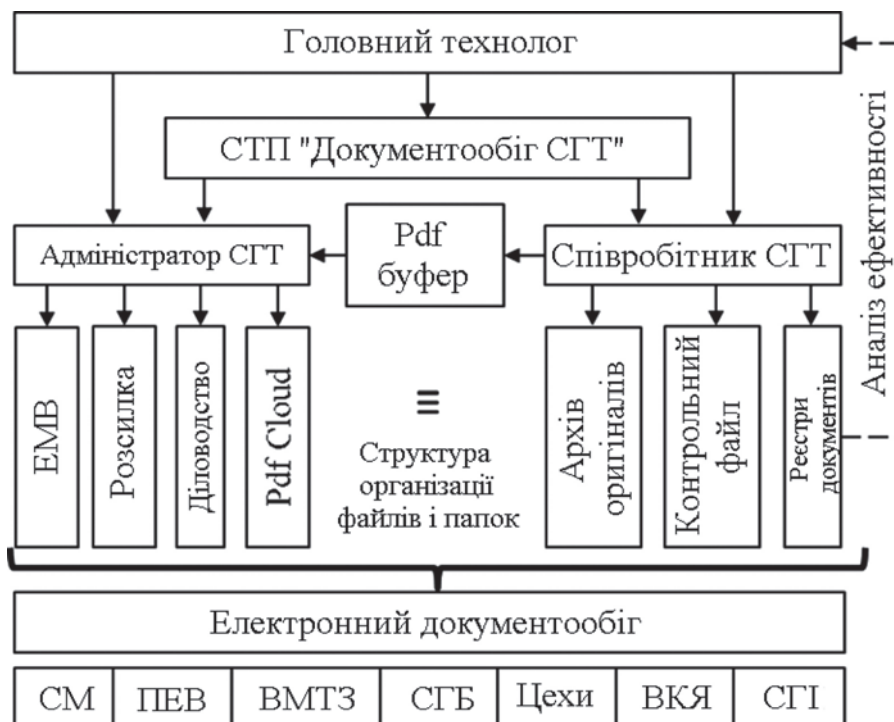 Головний технолог
СТП "Документообіг СГТ"
Адміністратор СГТ
Pdf
буфер
Співробітник СГТ
Аналіз ефективності
ЕМВ
Розсилка
Діловодство
Pdf Cloud
≡
Структура
організації
файлів і папок
Архів
оригіналів
Контрольний
файл
Реєстри
документів
Електронний документообіг
СМ
ПЕВ
ВМТЗ
СГБ
Цехи
ВКЯ
СГІ